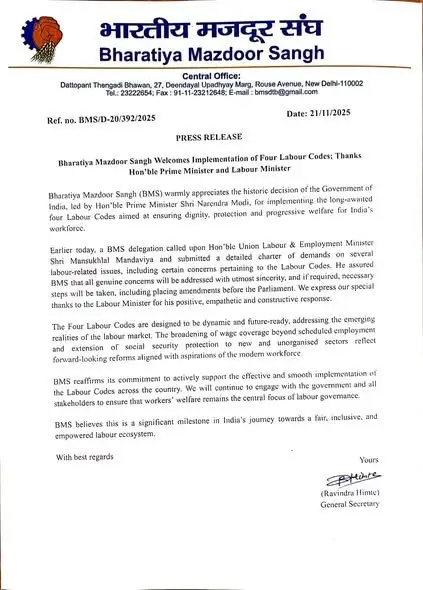 भारतीय मजदूर संघ
Bharatiya Mazdoor Sangh
Central Office:
Dattopant Thengadi Bhawan, 27, Deendayal Upadhyay Marg, Rouse Avenue, New Delhi-110002
Tel.: 23222654; Fax : 91-11-23212648; E-mail : bmsdtb@gmail.com
Ref. no. BMS/D-20/392/2025
Date: 21/11/2025
PRESS RELEASE
Bharatiya Mazdoor Sangh Welcomes Implementation of Four Labour Codes; Thanks
Hon'ble Prime Minister and Labour Minister
Bharatiya Mazdoor Sangh (BMS) warmly appreciates the historic decision of the Government of
India, led by Hon'ble Prime Minister Shri Narendra Modi, for implementing the long-awaited
four Labour Codes aimed at ensuring dignity, protection and progressive welfare for India's
workforce.
Earlier today, a BMS delegation called upon Hon'ble Union Labour & Employment Minister
Shri Mansukhlal Mandaviya and submitted a detailed charter of demands on several
labour-related issues, including certain concerns pertaining to the Labour Codes. He assured
BMS that all genuine concerns will be addressed with utmost sincerity, and if required, necessary
steps will be taken, including placing amendments before the Parliament. We express our special
thanks to the Labour Minister for his positive, empathetic and constructive response.
The Four Labour Codes are designed to be dynamic and future-ready, addressing the emerging
realities of the labour market. The broadening of wage coverage beyond scheduled employment
and extension of social security protection to new and unorganised sectors reflect
forward-looking reforms aligned with aspirations of the modern workforce.
BMS reaffirms its commitment to actively support the effective and smooth implementation of
the Labour Codes across the country. We will continue to engage with the government and all
stakeholders to ensure that workers' welfare remains the central focus of labour governance.
BMS believes this is a significant milestone in India's journey towards a fair, inclusive, and
empowered labour ecosystem.
With best regards
Yours
(Ravindra Himte)
General Secretary